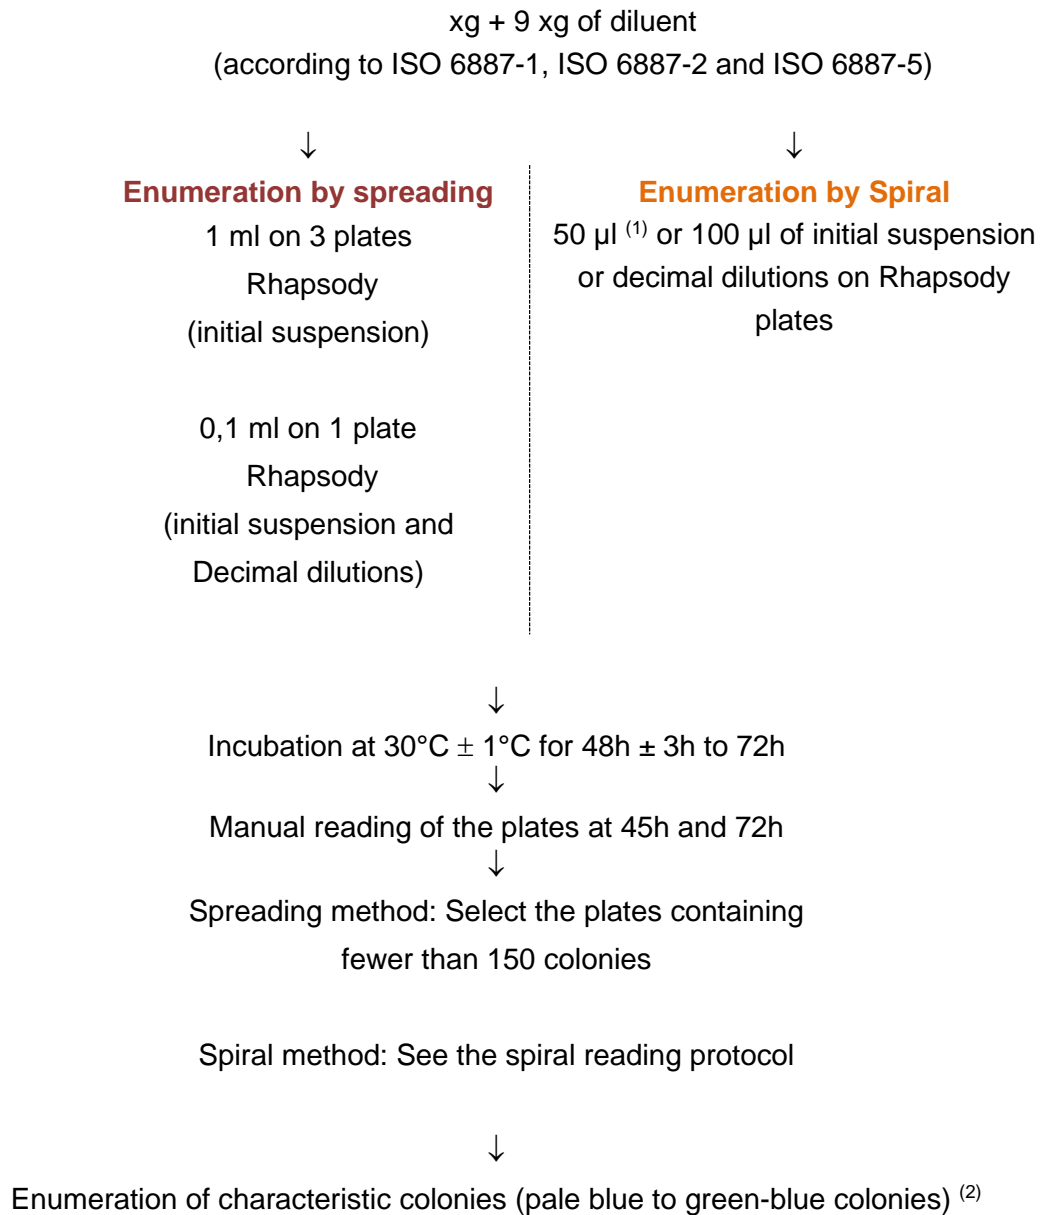 xg + 9 xg of diluent
(according to ISO 6887-1, ISO 6887-2 and ISO 6887-5)
↓
↓
Enumeration by spreading
1 ml on 3 plates
Rhapsody
(initial suspension)
0,1 ml on 1 plate
Rhapsody
(initial suspension and
Decimal dilutions)
Enumeration by Spiral
50 µl (1) or 100 µl of initial suspension
or decimal dilutions on Rhapsody
plates
↓
Incubation at 30°C ± 1°C for 48h ± 3h to 72h
↓
Manual reading of the plates at 45h and 72h
↓
Spreading method: Select the plates containing
fewer than 150 colonies
Spiral method: See the spiral reading protocol
↓
Enumeration of characteristic colonies (pale blue to green-blue colonies) (2)